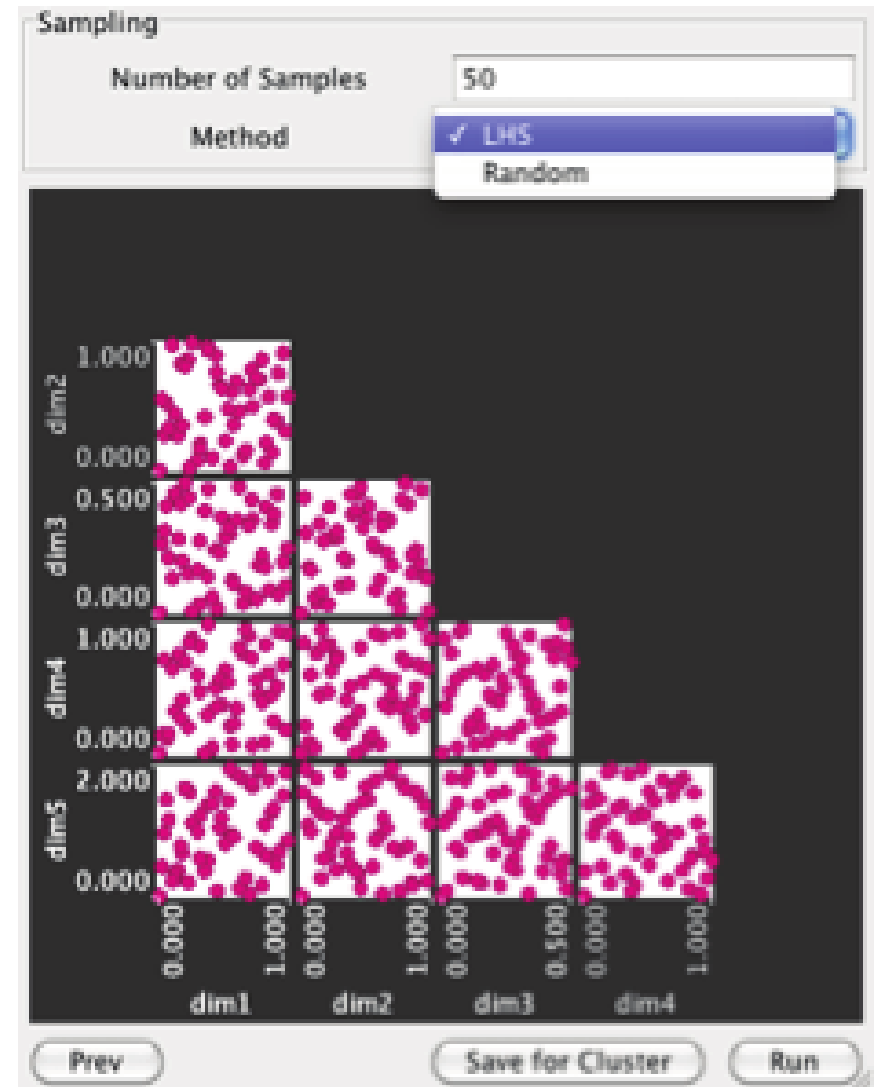 Sampling
Number of Samples 50
Method ✓ LHS
Random
1.000
dim2
0.000
0.500
dim3
0.000
1.000
dim4
0.000
2.000
dim5
0.000
0.000 1.000 0.000 1.000 0.000 0.500 0.000 1.000
dim1 dim2 dim3 dim4
Prev Save for Cluster Run